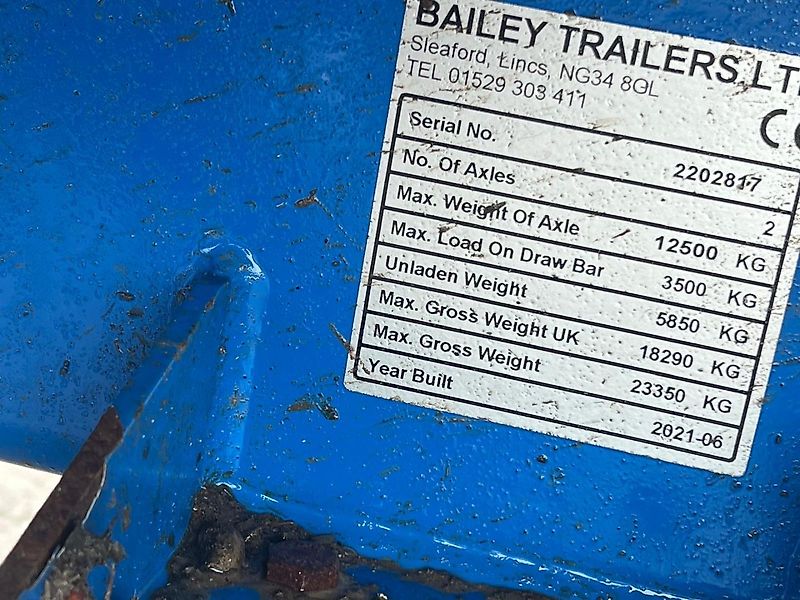 BAILEY TRAILERS LT
Sleaford, Lincs, NG34 8GL
TEL 01529 303 411
CE
Serial No. 2202817
No. Of Axles 2
Max. Weight Of Axle 12500 KG
Max. Load On Draw Bar 3500 KG
Unladen Weight 5850 KG
Max. Gross Weight UK 18290 KG
Max. Gross Weight 23350 KG
Year Built 2021-06